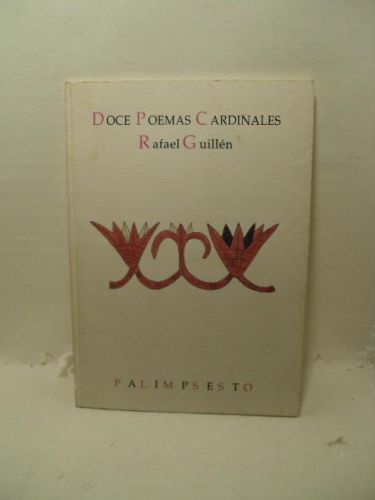 DOCE POEMAS CARDINALES
Rafael Guillén
PALIMPSESTO